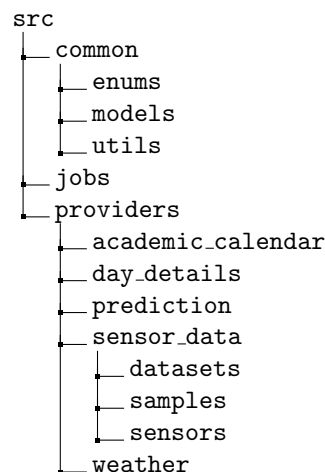 src
common
enums
models
utils
jobs
providers
academic_calendar
day_details
prediction
sensor_data
datasets
samples
sensors
weather